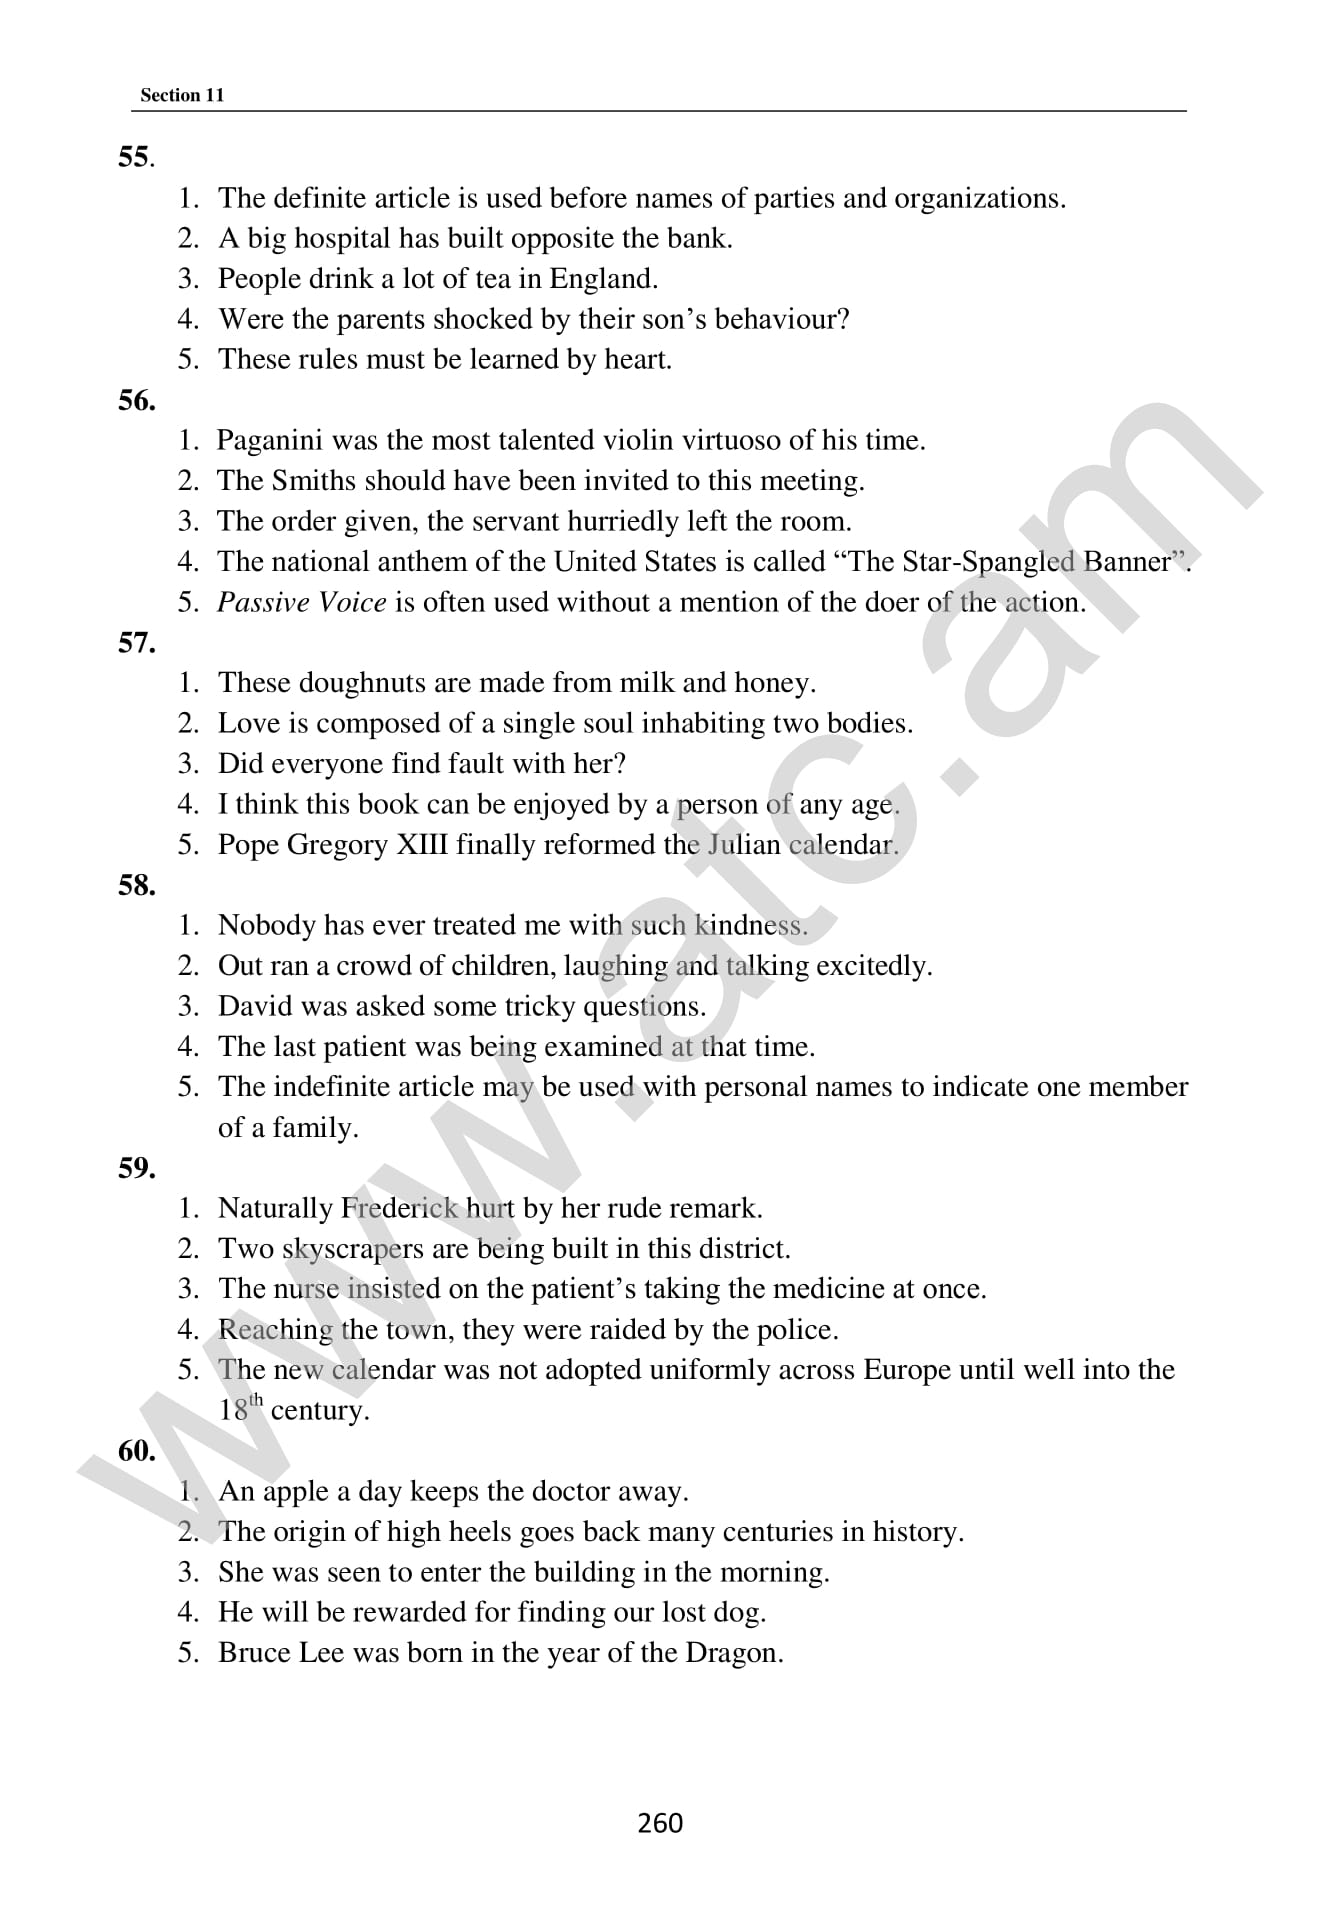 Section 11
55.
1. The definite article is used before names of parties and organizations.
2. A big hospital has built opposite the bank.
3. People drink a lot of tea in England.
4. Were the parents shocked by their son’s behaviour?
5. These rules must be learned by heart.
56.
1. Paganini was the most talented violin virtuoso of his time.
2. The Smiths should have been invited to this meeting.
3. The order given, the servant hurriedly left the room.
4. The national anthem of the United States is called “The Star-Spangled Banner”.
5. Passive Voice is often used without a mention of the doer of the action.
57.
1. These doughnuts are made from milk and honey.
2. Love is composed of a single soul inhabiting two bodies.
3. Did everyone find fault with her?
4. I think this book can be enjoyed by a person of any age.
5. Pope Gregory XIII finally reformed the Julian calendar.
58.
1. Nobody has ever treated me with such kindness.
2. Out ran a crowd of children, laughing and talking excitedly.
3. David was asked some tricky questions.
4. The last patient was being examined at that time.
5. The indefinite article may be used with personal names to indicate one member
of a family.
59.
1. Naturally Frederick hurt by her rude remark.
2. Two skyscrapers are being built in this district.
3. The nurse insisted on the patient’s taking the medicine at once.
4. Reaching the town, they were raided by the police.
5. The new calendar was not adopted uniformly across Europe until well into the
18th century.
60.
1. An apple a day keeps the doctor away.
2. The origin of high heels goes back many centuries in history.
3. She was seen to enter the building in the morning.
4. He will be rewarded for finding our lost dog.
5. Bruce Lee was born in the year of the Dragon.
260
www.atc.am